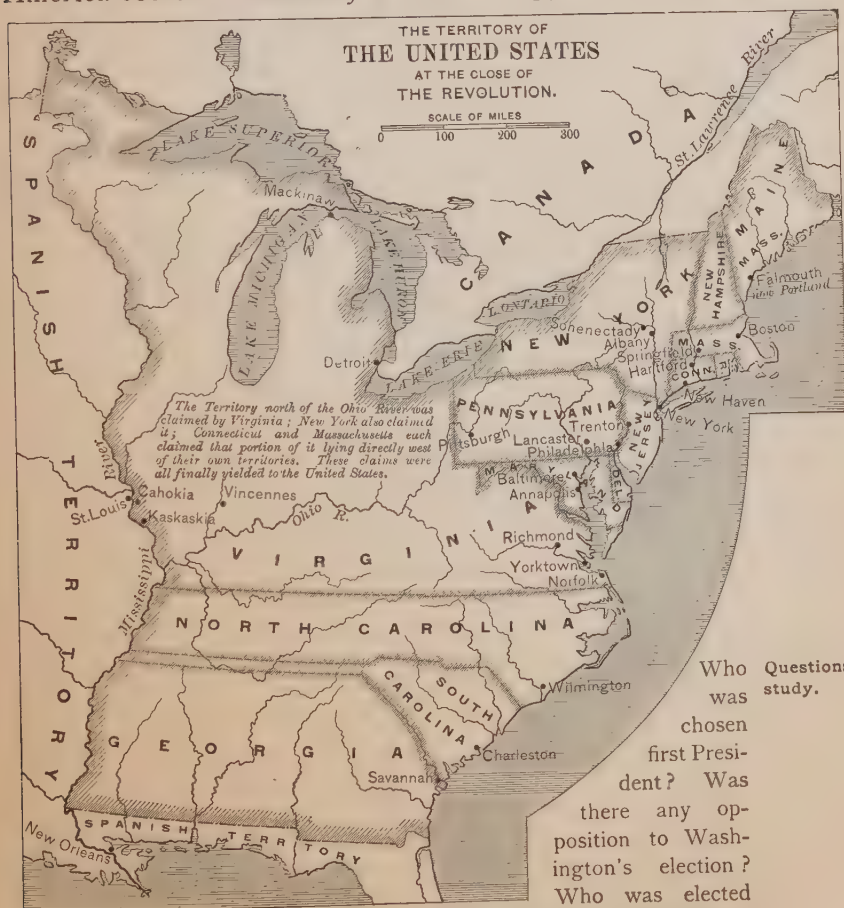 THE TERRITORY OF
THE UNITED STATES
AT THE CLOSE OF
THE REVOLUTION.
SCALE OF MILES
0 100 200 300
SPANISH TERRITORY
CANADA
St. Lawrence River
LAKE SUPERIOR
Mackinaw
LAKE MICHIGAN
LAKE HURON
L. ONTARIO
LAKE ERIE
Detroit
MAINE
MASS.
NEW HAMPSHIRE
Falmouth
now Portland
NEW YORK
Schenectady
Albany
Springfield
Hartford
MASS.
CONN.
Boston
New Haven
New York
PENNSYLVANIA
Pittsburgh
Lancaster
Philadelphia
Trenton
NEW JERSEY
The Territory north of the Ohio River was
claimed by Virginia; New York also claimed
it; Connecticut and Massachusetts each
claimed that portion of it lying directly west
of their own territories. These claims were
all finally yielded to the United States.
Baltimore
Annapolis
River
Cahokia
St. Louis
Kaskaskia
Vincennes
Ohio R.
VIRGINIA
Richmond
Yorktown
Norfolk
Mississippi
NORTH CAROLINA
SOUTH CAROLINA
Wilmington
Charleston
GEORGIA
Savannah
SPANISH TERRITORY
New Orleans
Who
was
chosen
first Presi-
dent? Was
there any op-
position to Wash-
ington's election?
Who was elected
study.